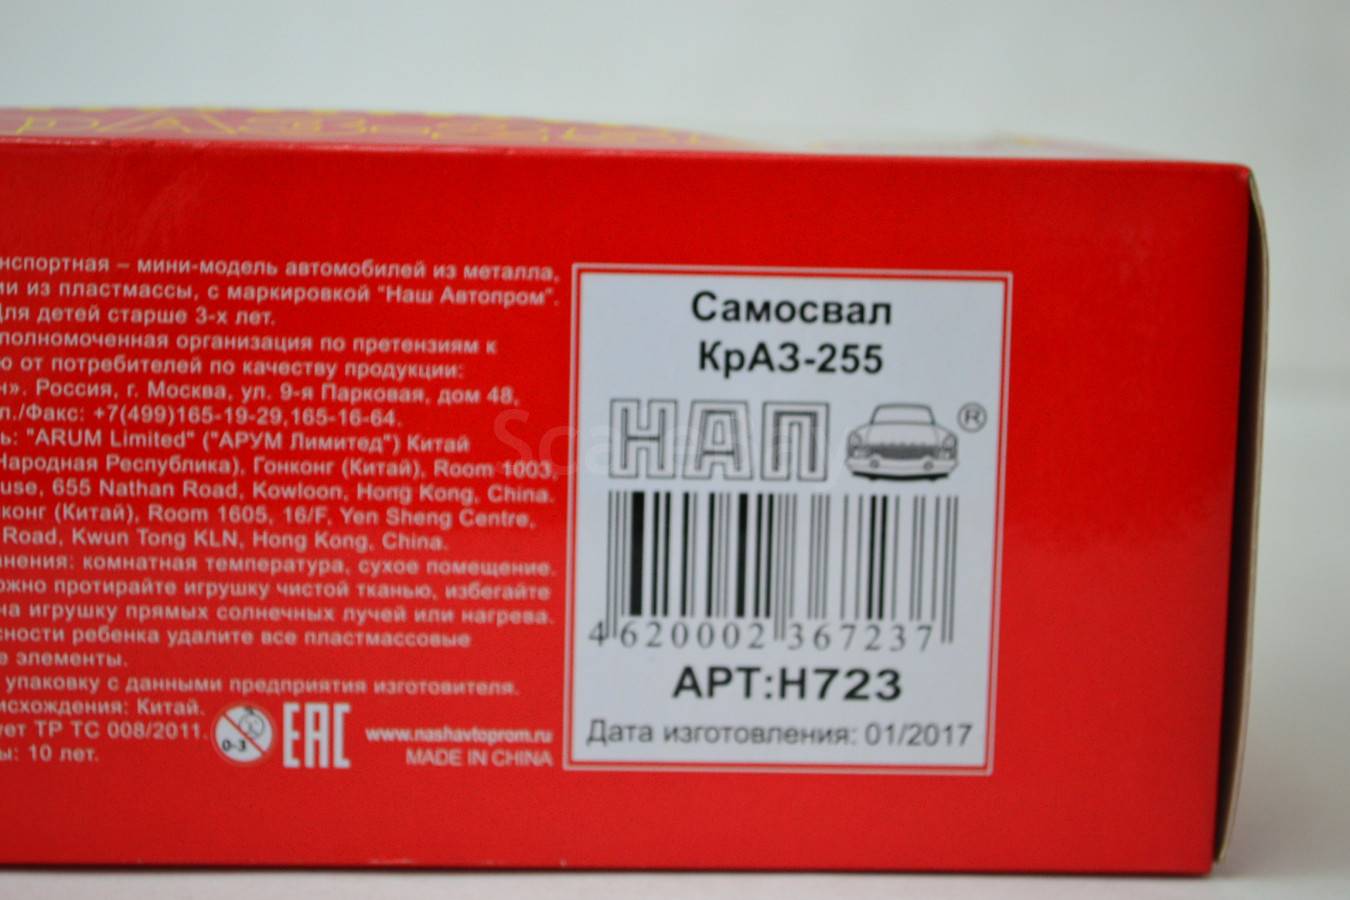 нспортная – мини-модель автомобилей из металла,
ии из пластмассы, с маркировкой "Наш Автопром".
Для детей старше 3-х лет.
полномоченная организация по претензиям к
ю от потребителей по качеству продукции:
н». Россия, г. Москва, ул. 9-я Парковая, дом 48,
л./Факс: +7(499)165-19-29,165-16-64.
ь: "ARUM Limited" ("АРУМ Лимитед") Китай
Народная Республика), Гонконг (Китай), Room 1003,
use, 655 Nathan Road, Kowloon, Hong Kong, China.
конг (Китай), Room 1605, 16/F, Yen Sheng Centre,
Road, Kwun Tong KLN, Hong Kong, China.
нения: комнатная температура, сухое помещение.
ожно протирайте игрушку чистой тканью, избегайте
на игрушку прямых солнечных лучей или нагрева.
сности ребенка удалите все пластмассовые
е элементы.
упаковку с данными предприятия изготовителя.
исхождения: Китай.
ует ТР ТС 008/2011.
ы: 10 лет.
0-3
ЕАС
www.nashavtoprom.ru
MADE IN CHINA
Самосвал
КрАЗ-255
НАП ®
4 620002 367237
АРТ:Н723
Дата изготовления: 01/2017